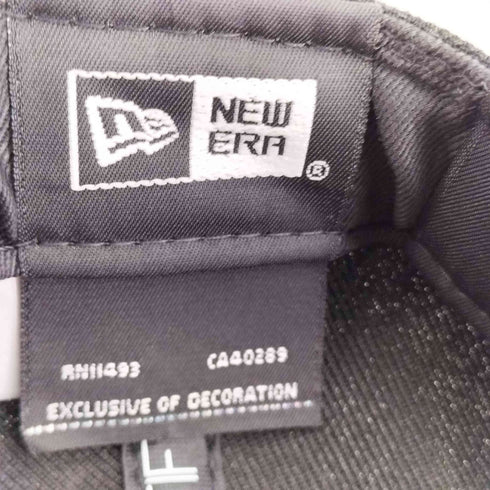 NEW
ERA
®
RN11493 CA40289
EXCLUSIVE OF DECORATION